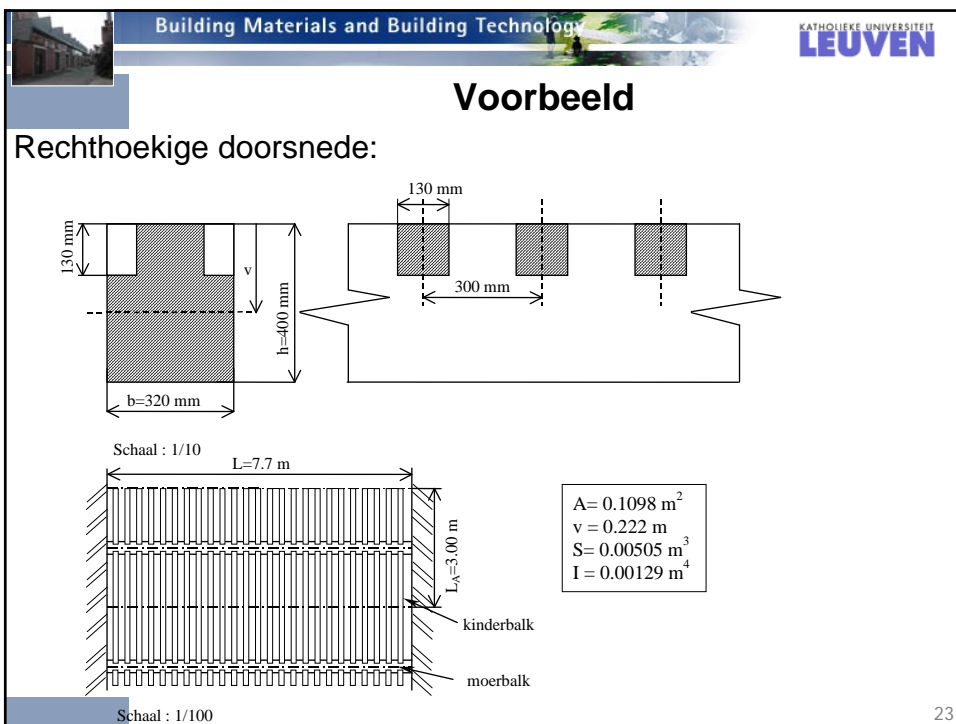 Building Materials and Building Technology
KATHOLIEKE UNIVERSITEIT
LEUVEN
Voorbeeld
Rechthoekige doorsnede:
130 mm
130 mm
v
h=400 mm
300 mm
b=320 mm
Schaal : 1/10
L=7.7 m
L_A=3.00 m
A= 0.1098 m²
v = 0.222 m
S= 0.00505 m³
I = 0.00129 m⁴
kinderbalk
moerbalk
Schaal : 1/100
23